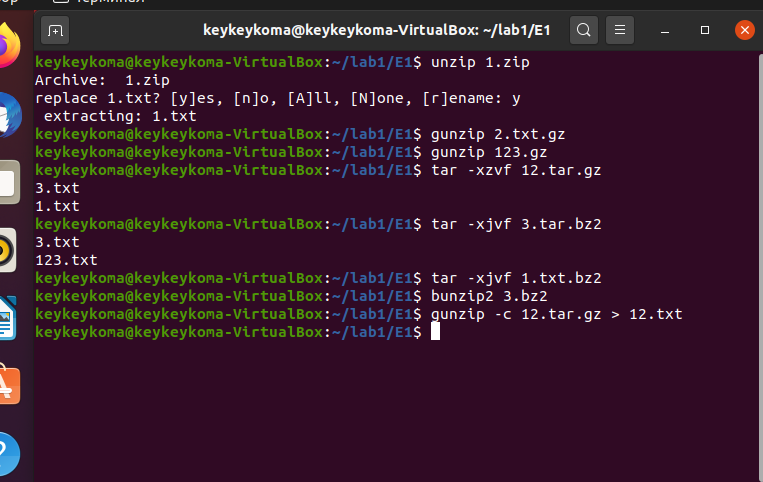 Терминал
keykeykoma@keykeykoma-VirtualBox: ~/lab1/E1
keykeykoma@keykeykoma-VirtualBox:~/lab1/E1$ unzip 1.zip
Archive:  1.zip
replace 1.txt? [y]es, [n]o, [A]ll, [N]one, [r]ename: y
 extracting: 1.txt
keykeykoma@keykeykoma-VirtualBox:~/lab1/E1$ gunzip 2.txt.gz
keykeykoma@keykeykoma-VirtualBox:~/lab1/E1$ gunzip 123.gz
keykeykoma@keykeykoma-VirtualBox:~/lab1/E1$ tar -xzvf 12.tar.gz
3.txt
1.txt
keykeykoma@keykeykoma-VirtualBox:~/lab1/E1$ tar -xjvf 3.tar.bz2
3.txt
123.txt
keykeykoma@keykeykoma-VirtualBox:~/lab1/E1$ tar -xjvf 1.txt.bz2
keykeykoma@keykeykoma-VirtualBox:~/lab1/E1$ bunzip2 3.bz2
keykeykoma@keykeykoma-VirtualBox:~/lab1/E1$ gunzip -c 12.tar.gz > 12.txt
keykeykoma@keykeykoma-VirtualBox:~/lab1/E1$